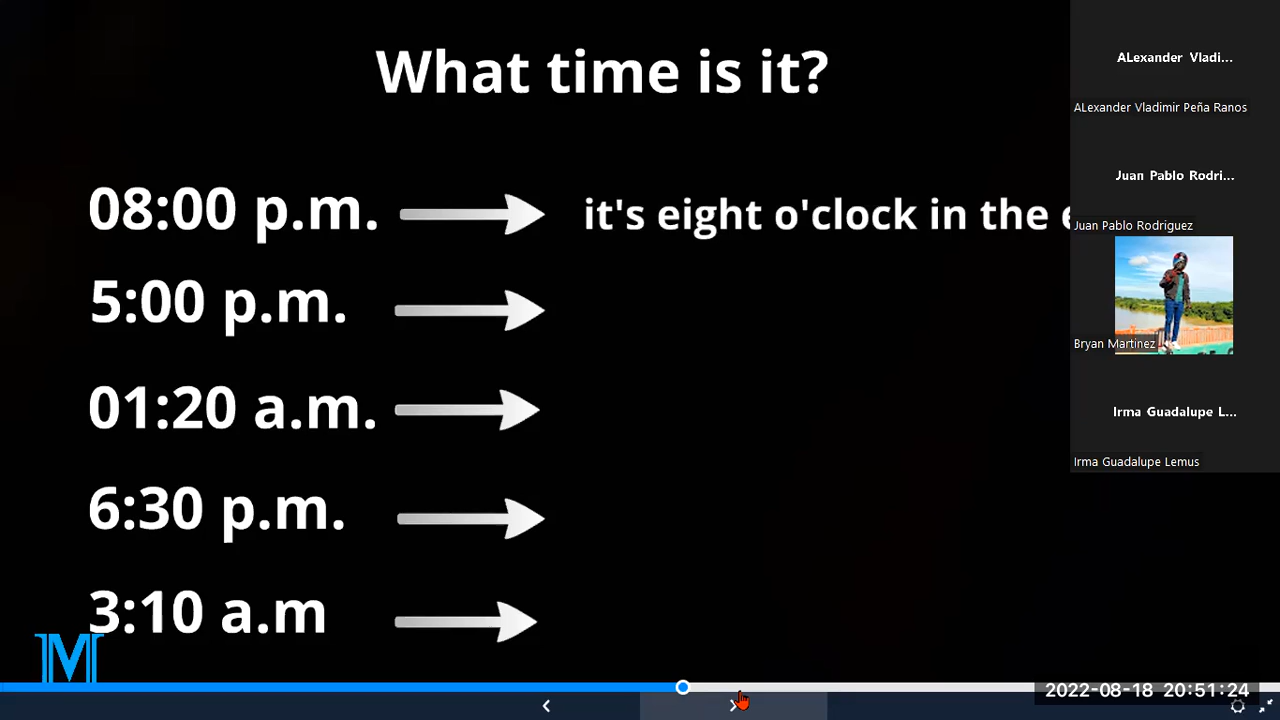 What time is it?
08:00 p.m.
it's eight o'clock in the
5:00 p.m.
01:20 a.m.
6:30 p.m.
3:10 a.m
M
ALexander Vladi...
ALexander Vladimir Peña Ranos
Juan Pablo Rodri...
Juan Pablo Rodriguez
Bryan Martinez
Irma Guadalupe L...
Irma Guadalupe Lemus
2022-08-18 20:51:24